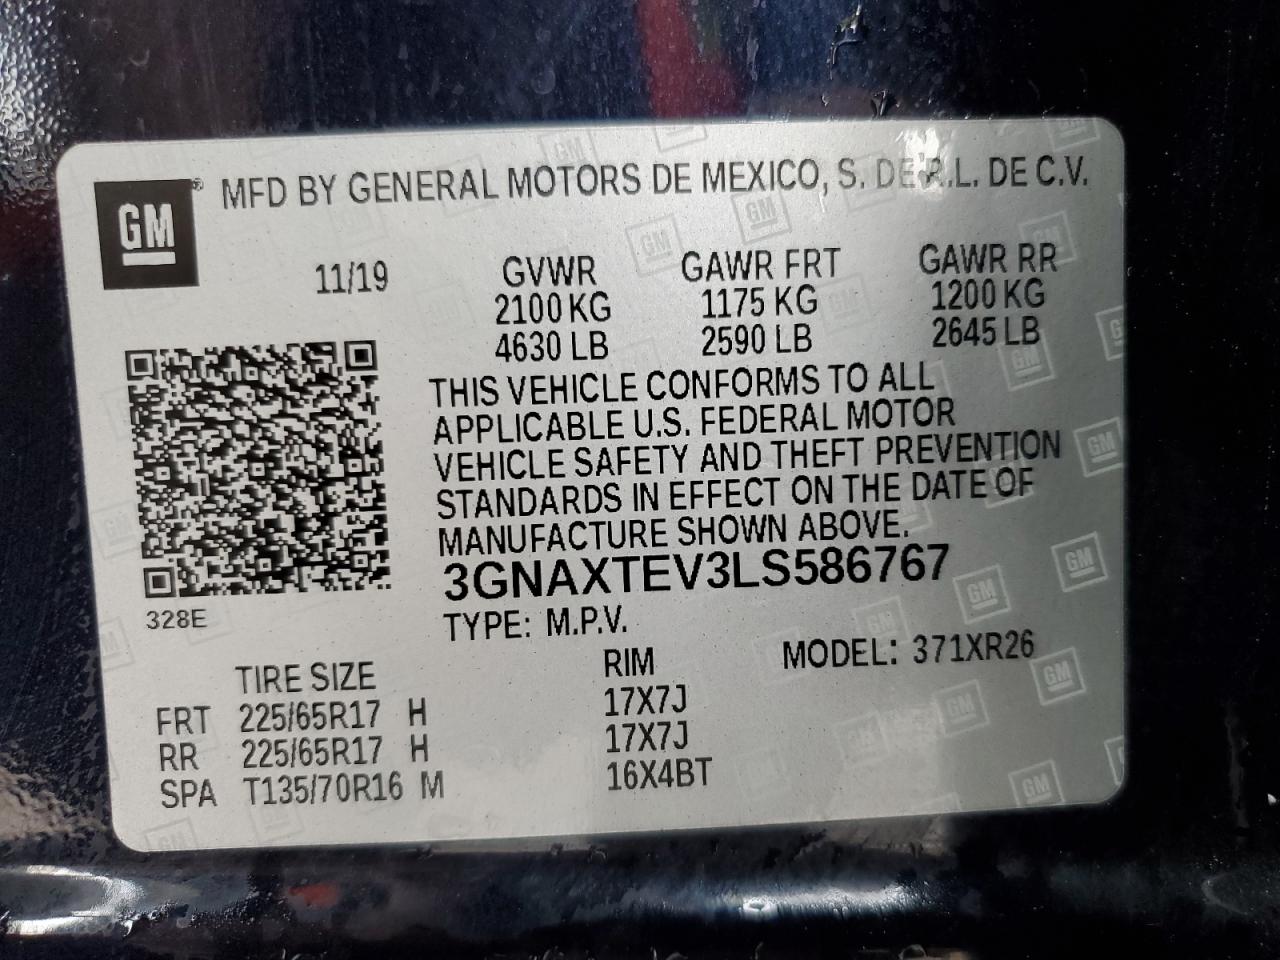 GM® MFD BY GENERAL MOTORS DE MEXICO, S. DE R.L. DE C.V.
11/19 GVWR GAWR FRT GAWR RR
2100 KG 1175 KG 1200 KG
4630 LB 2590 LB 2645 LB
THIS VEHICLE CONFORMS TO ALL
APPLICABLE U.S. FEDERAL MOTOR
VEHICLE SAFETY AND THEFT PREVENTION
STANDARDS IN EFFECT ON THE DATE OF
MANUFACTURE SHOWN ABOVE.
3GNAXTEV3LS586767
328E
TYPE: M.P.V.
MODEL: 371XR26
TIRE SIZE RIM
FRT 225/65R17 H 17X7J
RR 225/65R17 H 17X7J
SPA T135/70R16 M 16X4BT